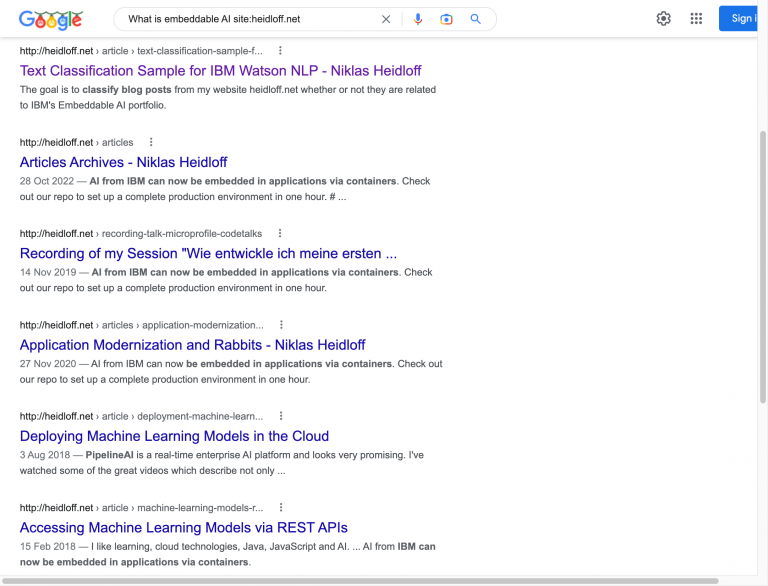 Google
What is embeddable AI site:heidloff.net
Sign i
http://heidloff.net › article › text-classification-sample-f...
Text Classification Sample for IBM Watson NLP - Niklas Heidloff
The goal is to classify blog posts from my website heidloff.net whether or not they are related
to IBM's Embeddable AI portfolio.
http://heidloff.net › articles
Articles Archives - Niklas Heidloff
28 Oct 2022 — AI from IBM can now be embedded in applications via containers. Check
out our repo to set up a complete production environment in one hour. # ...
http://heidloff.net › recording-talk-microprofile-codetalks
Recording of my Session "Wie entwickle ich meine ersten ...
14 Nov 2019 — AI from IBM can now be embedded in applications via containers. Check
out our repo to set up a complete production environment in one hour.
http://heidloff.net › articles › application-modernization...
Application Modernization and Rabbits - Niklas Heidloff
27 Nov 2020 — AI from IBM can now be embedded in applications via containers. Check out
our repo to set up a complete production environment in one hour.
http://heidloff.net › article › deployment-machine-learn...
Deploying Machine Learning Models in the Cloud
3 Aug 2018 — PipelineAI is a real-time enterprise AI platform and looks very promising. I've
watched some of the great videos which describe not only ...
http://heidloff.net › article › machine-learning-models-r...
Accessing Machine Learning Models via REST APIs
15 Feb 2018 — I like learning, cloud technologies, Java, JavaScript and AI. ... AI from IBM can
now be embedded in applications via containers.